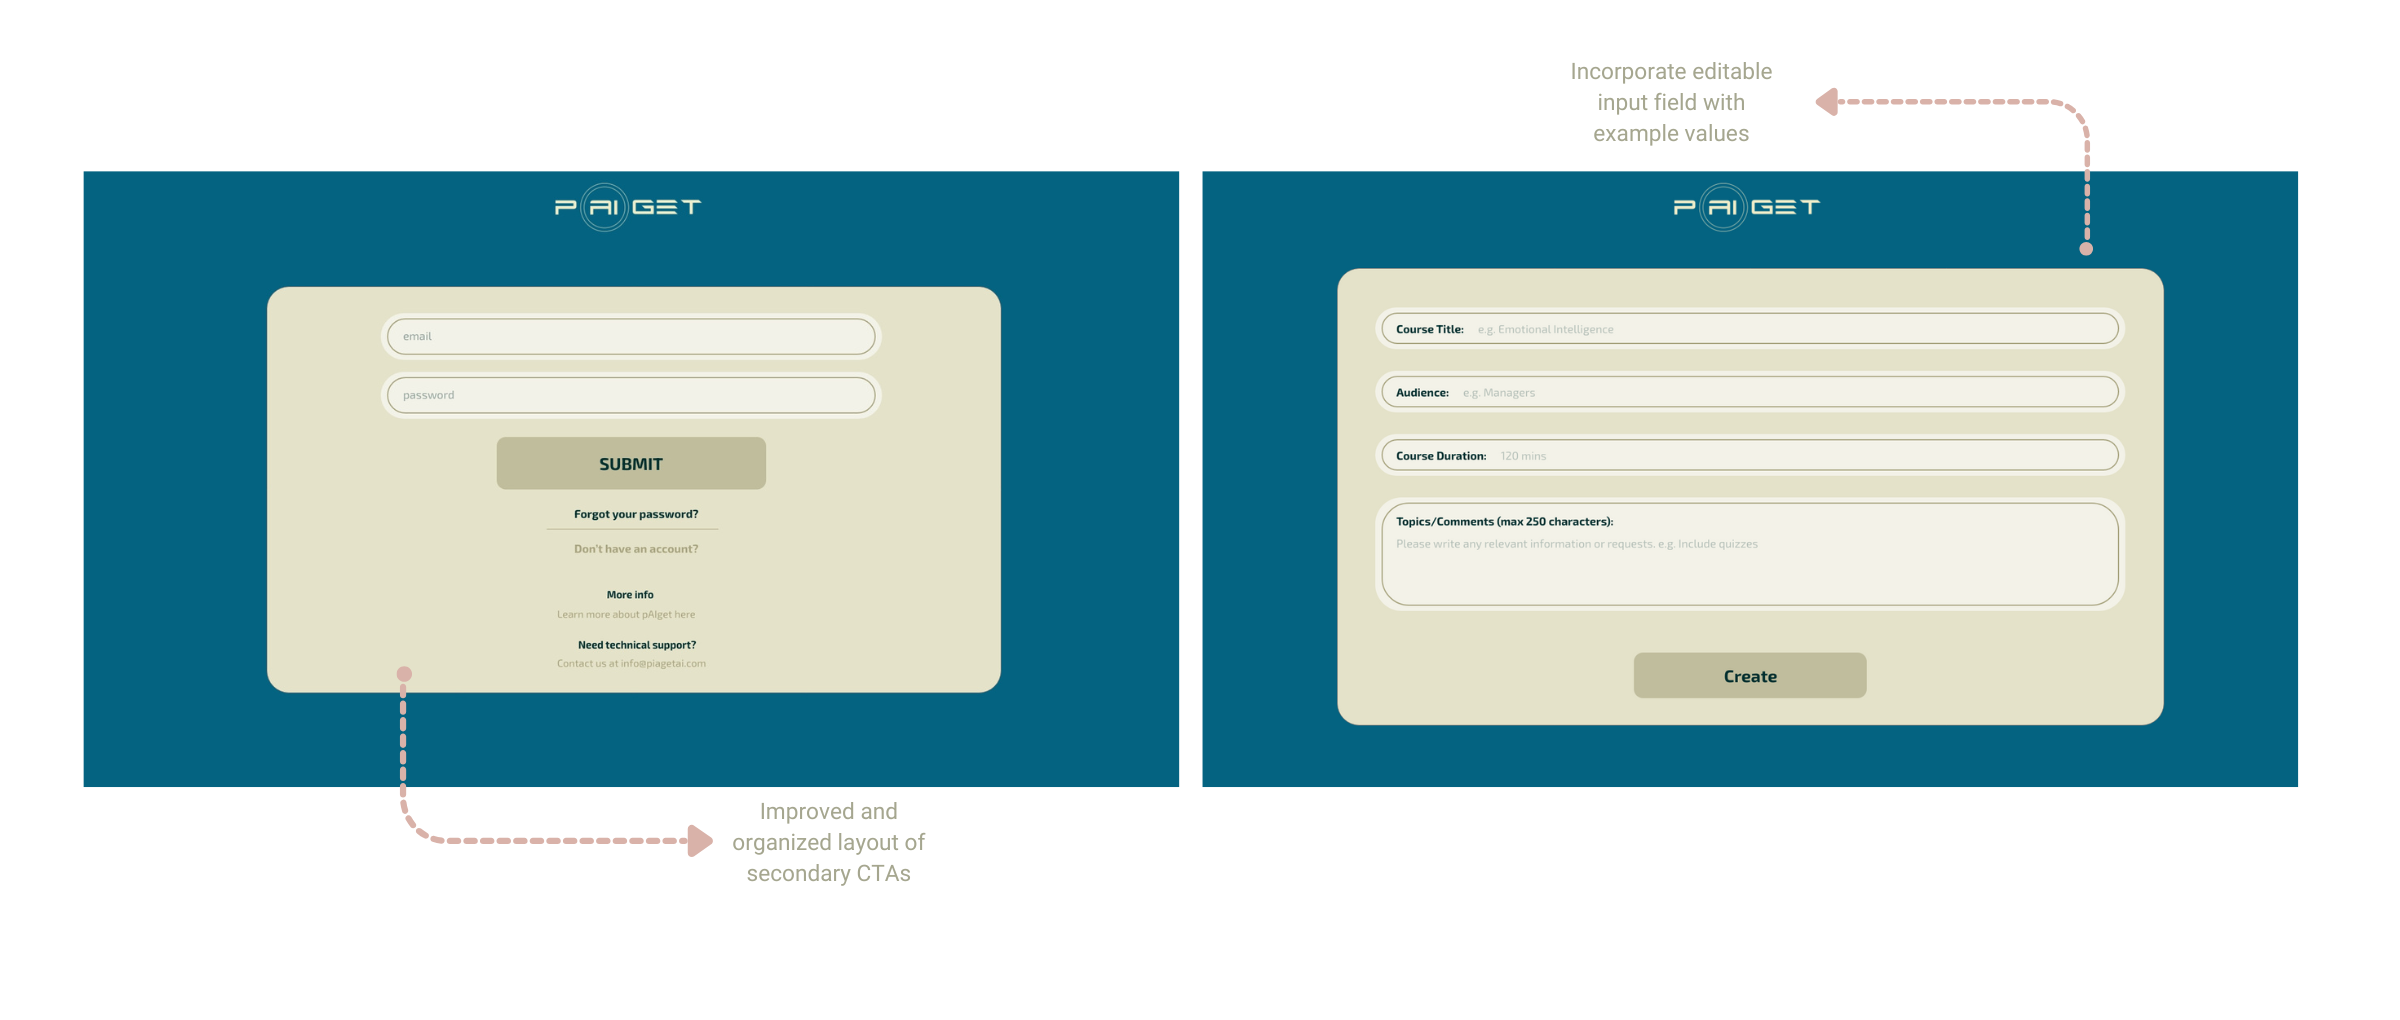 Incorporate editable
input field with
example values
PAIGET
email
password
SUBMIT
Forgot your password?
Don't have an account?
More info
Learn more about pAIget here
Need technical support?
Contact us at info@piagetai.com
Improved and
organized layout of
secondary CTAs
PAIGET
Course Title: e.g. Emotional Intelligence
Audience: e.g. Managers
Course Duration: 120 mins
Topics/Comments (max 250 characters):
Please write any relevant information or requests. e.g. Include quizzes
Create